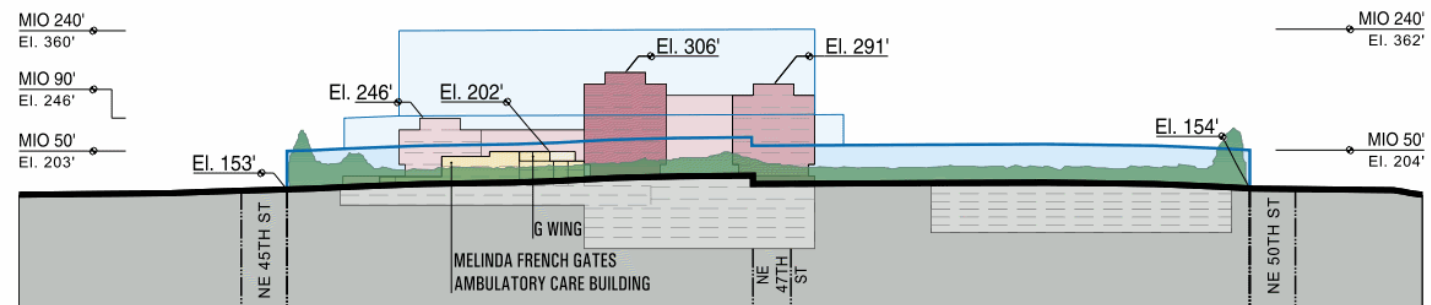 MIO 240'
El. 360'
MIO 90'
El. 246'
MIO 50'
El. 203'
El. 153'
El. 246'
El. 202'
El. 306'
El. 291'
El. 154'
MIO 240'
El. 362'
MIO 50'
El. 204'
NE 45TH ST
G WING
MELINDA FRENCH GATES
AMBULATORY CARE BUILDING
NE
47TH
ST
NE 50TH ST